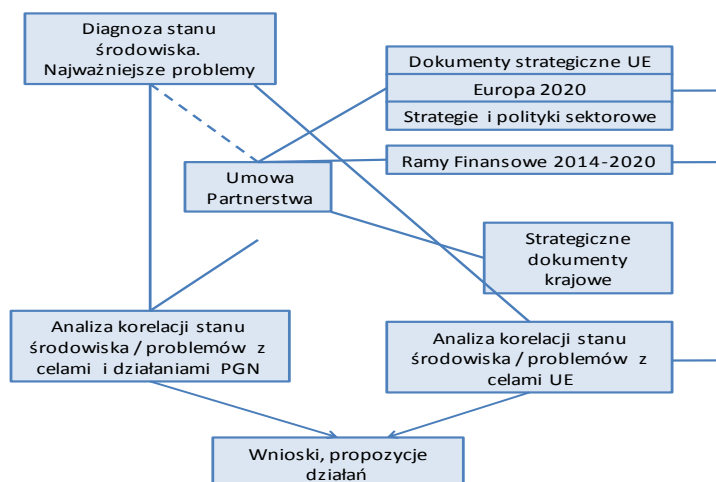 Diagnoza stanu
środowiska.
Najważniejsze problemy
Dokumenty strategiczne UE
Europa 2020
Strategie i polityki sektorowe
Ramy Finansowe 2014-2020
Umowa
Partnerstwa
Strategiczne
dokumenty
krajowe
Analiza korelacji stanu
środowiska / problemów z
celami i działaniami PGN
Analiza korelacji stanu
środowiska / problemów z
celami UE
Wnioski, propozycje
działań